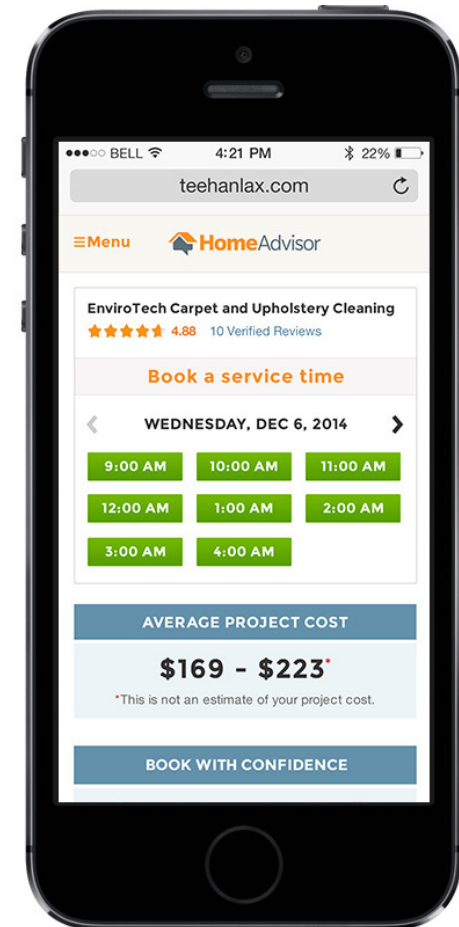 BELL 4:21 PM 22%
teehanlax.com
Menu HomeAdvisor
EnviroTech Carpet and Upholstery Cleaning
4.88 10 Verified Reviews
Book a service time
WEDNESDAY, DEC 6, 2014
9:00 AM 10:00 AM 11:00 AM
12:00 AM 1:00 AM 2:00 AM
3:00 AM 4:00 AM
AVERAGE PROJECT COST
$169 - $223*
*This is not an estimate of your project cost.
BOOK WITH CONFIDENCE